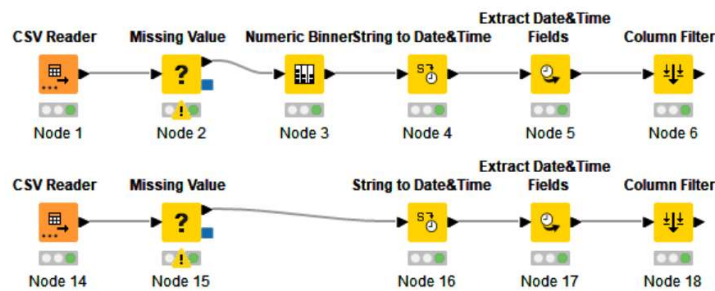 Extract Date&Time
CSV Reader Missing Value Numeric Binner String to Date&Time Fields Column Filter
? S
Node 1 Node 2 Node 3 Node 4 Node 5 Node 6
Extract Date&Time
CSV Reader Missing Value String to Date&Time Fields Column Filter
? S
Node 14 Node 15 Node 16 Node 17 Node 18